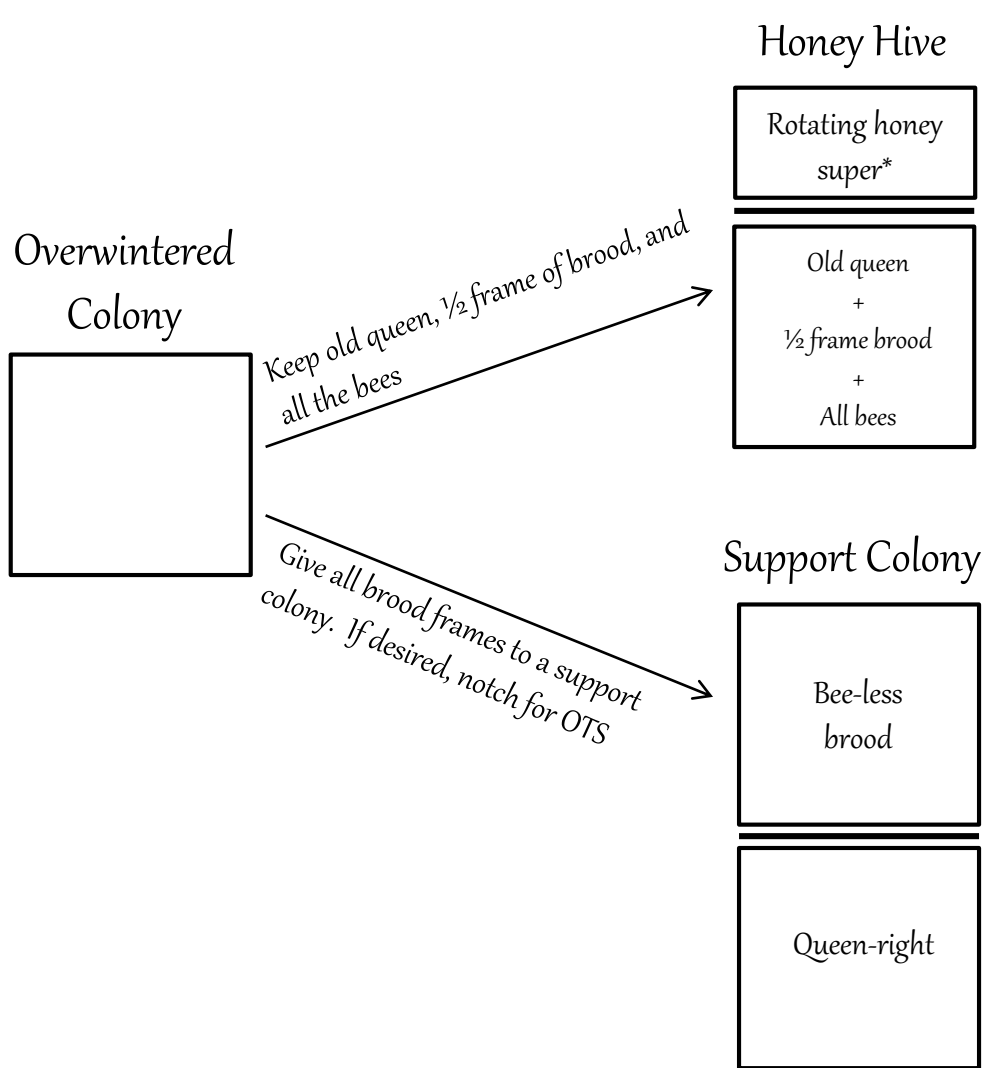 Overwintered
Colony
Keep old queen, ½ frame of brood, and
all the bees
Give all brood frames to a support
colony.  If desired, notch for OTS
Honey Hive
Rotating honey
super*
Old queen
+
½ frame brood
+
All bees
Support Colony
Bee-less
brood
Queen-right